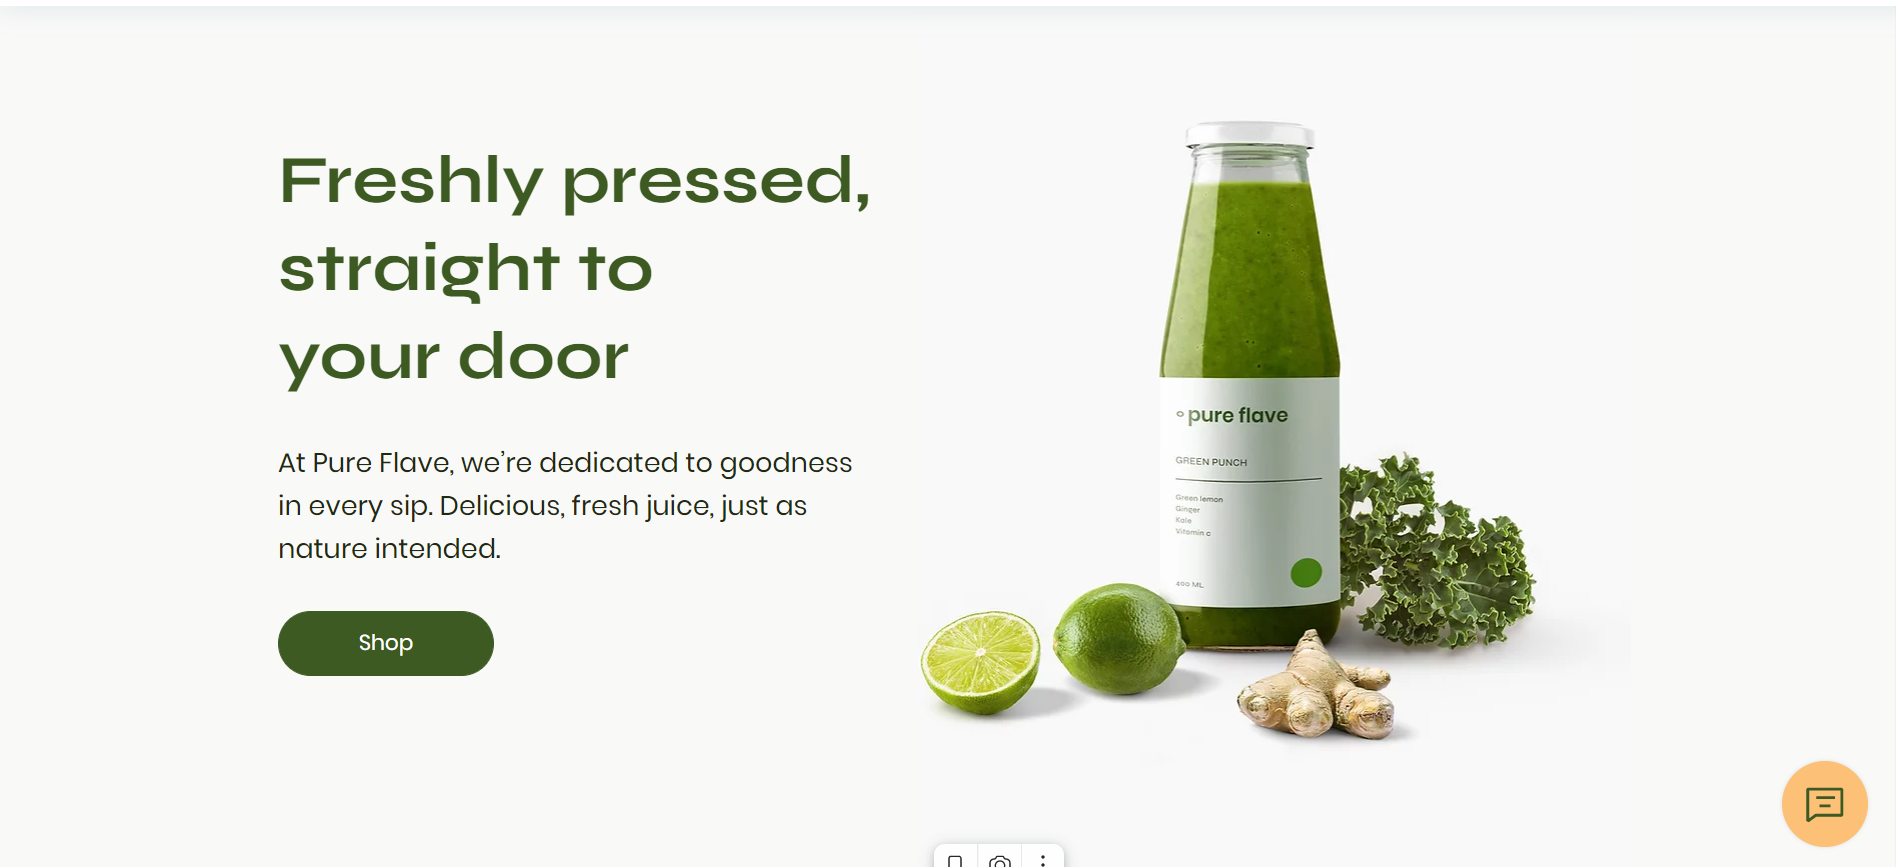 Freshly pressed,
straight to
your door
At Pure Flave, we’re dedicated to goodness
in every sip. Delicious, fresh juice, just as
nature intended.
Shop
pure flave
GREEN PUNCH
Green lemon
Ginger
Kale
Vitamin c
400 ML